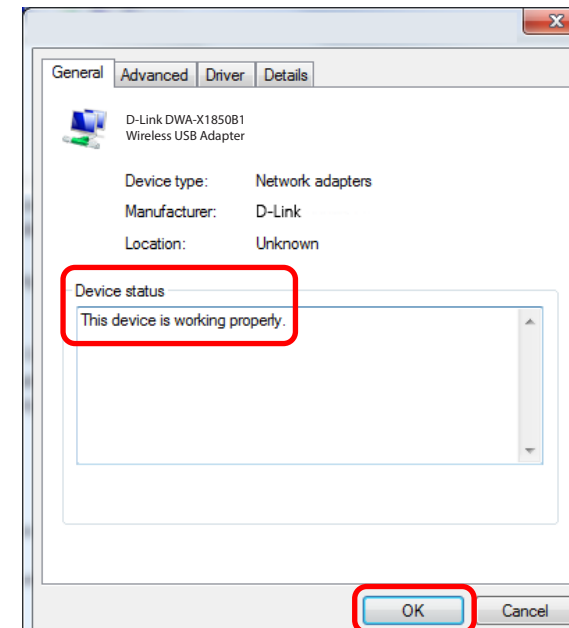 General Advanced Driver Details
D-Link DWA-X1850B1
Wireless USB Adapter
Device type: Network adapters
Manufacturer: D-Link
Location: Unknown
Device status
This device is working properly.
OK Cancel